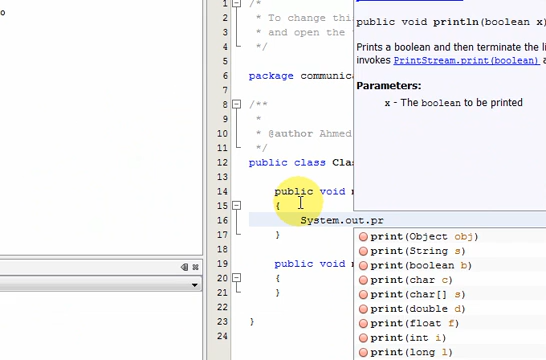 o
1 /*
2 * To change this
3 * and open the
4 */
5
6 package communica
7
8 /**
9 *
10 * @author Ahmed
11 */
12 public class Clas
13
14 public void
15 {
16 System.out.pr
17 }
18
19 public void
20 {
21 }
22
23 }
24
public void println(boolean x)
Prints a boolean and then terminate the li
invokes PrintStream.print(boolean) a
Parameters:
x - The boolean to be printed
print(Object obj)
print(String s)
print(boolean b)
print(char c)
print(char[] s)
print(double d)
print(float f)
print(int i)
print(long l)